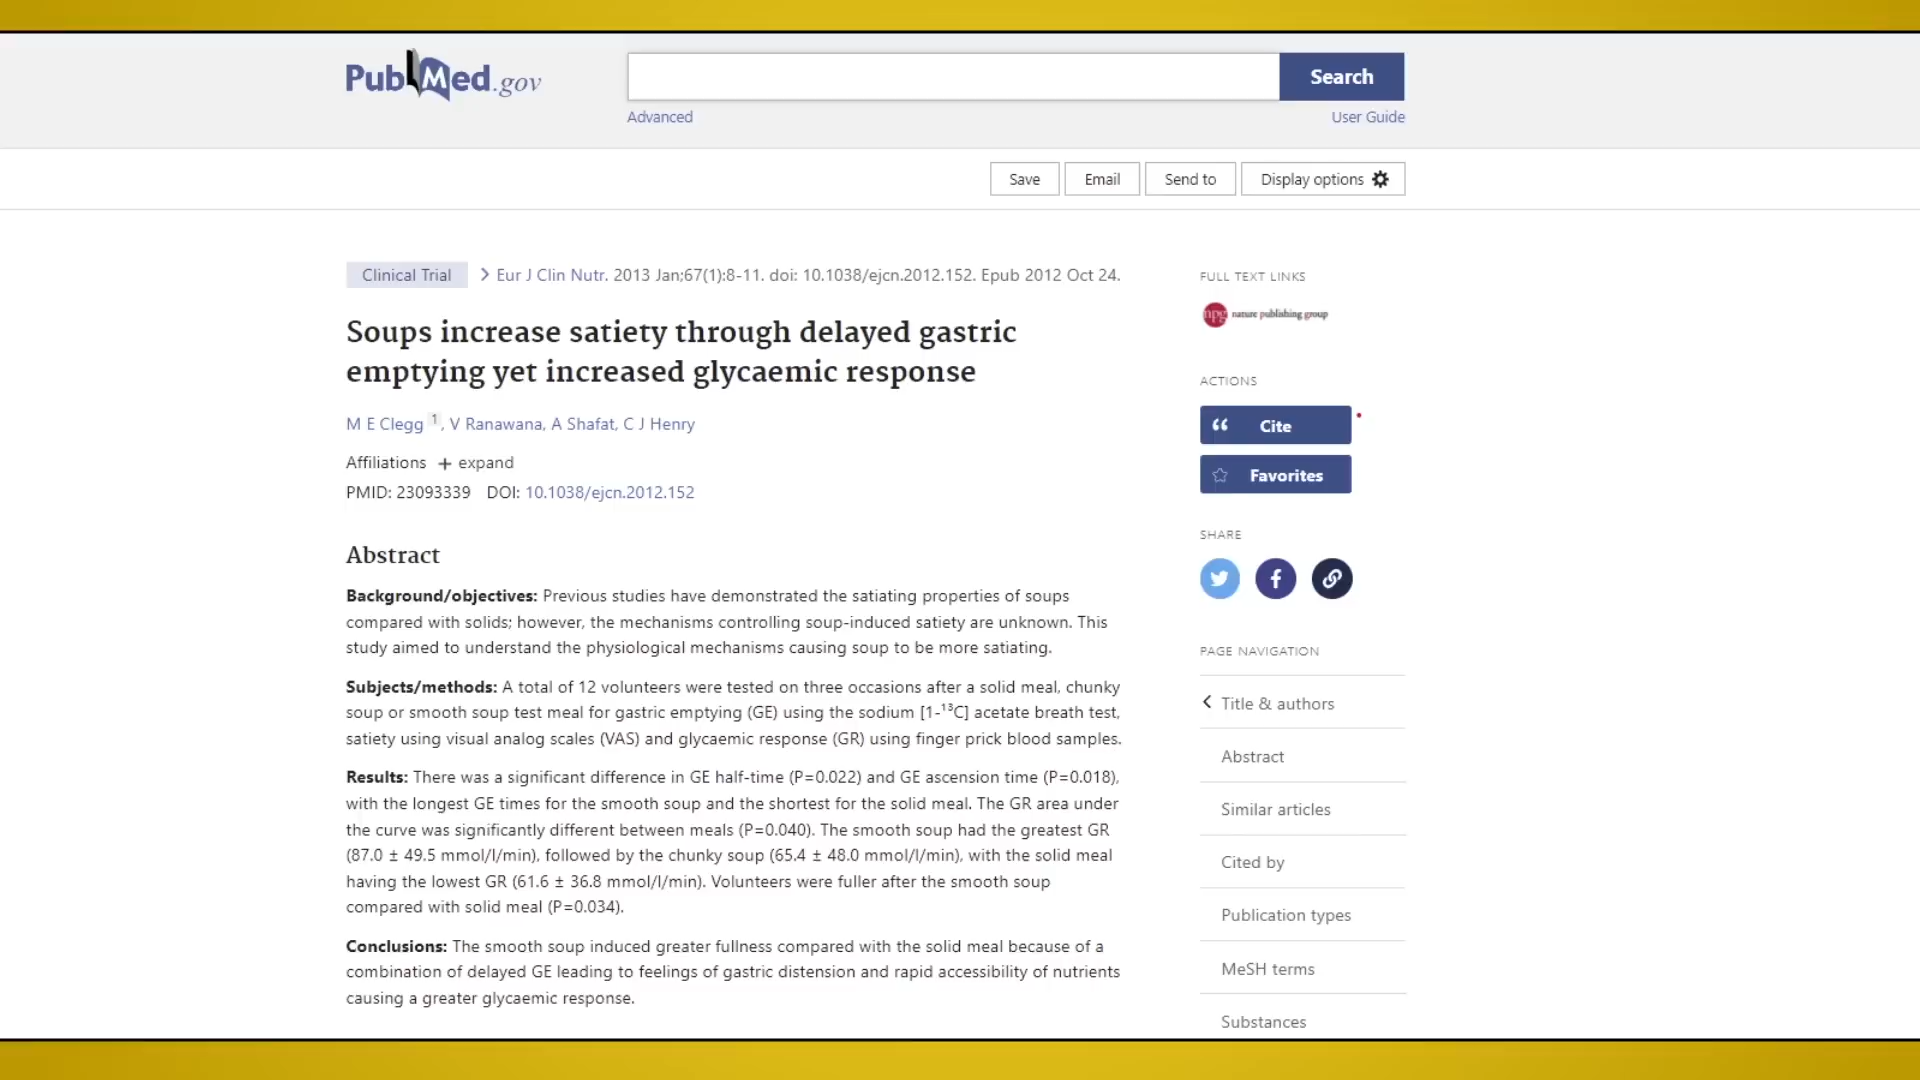 PubMed.gov
Search
Advanced
User Guide
Save
Email
Send to
Display options
Clinical Trial
Eur J Clin Nutr. 2013 Jan;67(1):8-11. doi: 10.1038/ejcn.2012.152. Epub 2012 Oct 24.
Soups increase satiety through delayed gastric
emptying yet increased glycaemic response
M E Clegg 1, V Ranawana, A Shafat, C J Henry
Affiliations + expand
PMID: 23093339 DOI: 10.1038/ejcn.2012.152
Abstract
Background/objectives: Previous studies have demonstrated the satiating properties of soups
compared with solids; however, the mechanisms controlling soup-induced satiety are unknown. This
study aimed to understand the physiological mechanisms causing soup to be more satiating.
Subjects/methods: A total of 12 volunteers were tested on three occasions after a solid meal, chunky
soup or smooth soup test meal for gastric emptying (GE) using the sodium [1-¹³C] acetate breath test,
satiety using visual analog scales (VAS) and glycaemic response (GR) using finger prick blood samples.
Results: There was a significant difference in GE half-time (P=0.022) and GE ascension time (P=0.018),
with the longest GE times for the smooth soup and the shortest for the solid meal. The GR area under
the curve was significantly different between meals (P=0.040). The smooth soup had the greatest GR
(87.0 ± 49.5 mmol/l/min), followed by the chunky soup (65.4 ± 48.0 mmol/l/min), with the solid meal
having the lowest GR (61.6 ± 36.8 mmol/l/min). Volunteers were fuller after the smooth soup
compared with solid meal (P=0.034).
Conclusions: The smooth soup induced greater fullness compared with the solid meal because of a
combination of delayed GE leading to feelings of gastric distension and rapid accessibility of nutrients
causing a greater glycaemic response.
FULL TEXT LINKS
npg nature publishing group
ACTIONS
Cite
Favorites
SHARE
PAGE NAVIGATION
Title & authors
Abstract
Similar articles
Cited by
Publication types
MeSH terms
Substances